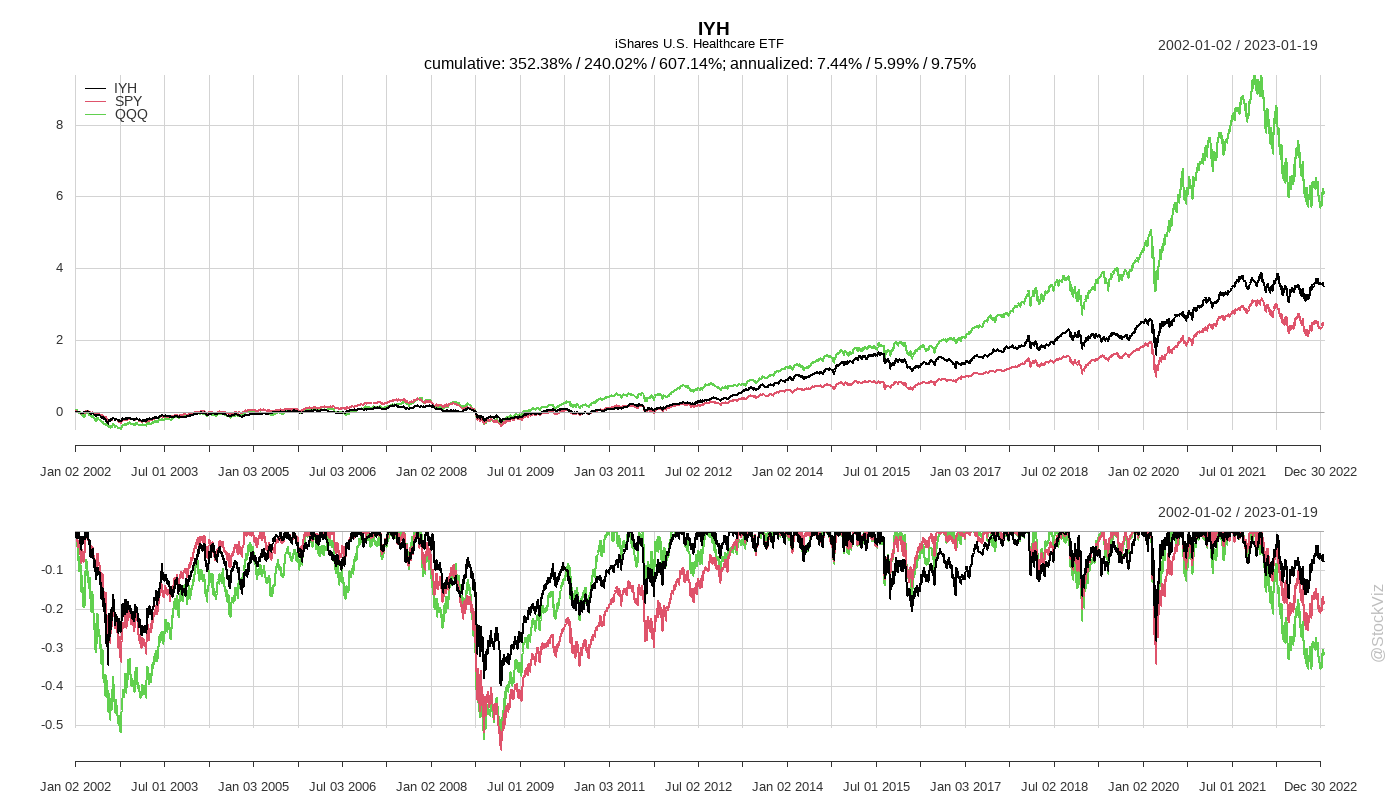 IYH
iShares U.S. Healthcare ETF
2002-01-02 / 2023-01-19
cumulative: 352.38% / 240.02% / 607.14%; annualized: 7.44% / 5.99% / 9.75%
IYH
SPY
QQQ
8
6
4
2
0
Jan 02 2002 Jul 01 2003 Jan 03 2005 Jul 03 2006 Jan 02 2008 Jul 01 2009 Jan 03 2011 Jul 02 2012 Jan 02 2014 Jul 01 2015 Jan 03 2017 Jul 02 2018 Jan 02 2020 Jul 01 2021 Dec 30 2022
2002-01-02 / 2023-01-19
-0.1
-0.2
-0.3
-0.4
-0.5
Jan 02 2002 Jul 01 2003 Jan 03 2005 Jul 03 2006 Jan 02 2008 Jul 01 2009 Jan 03 2011 Jul 02 2012 Jan 02 2014 Jul 01 2015 Jan 03 2017 Jul 02 2018 Jan 02 2020 Jul 01 2021 Dec 30 2022
@StockViz